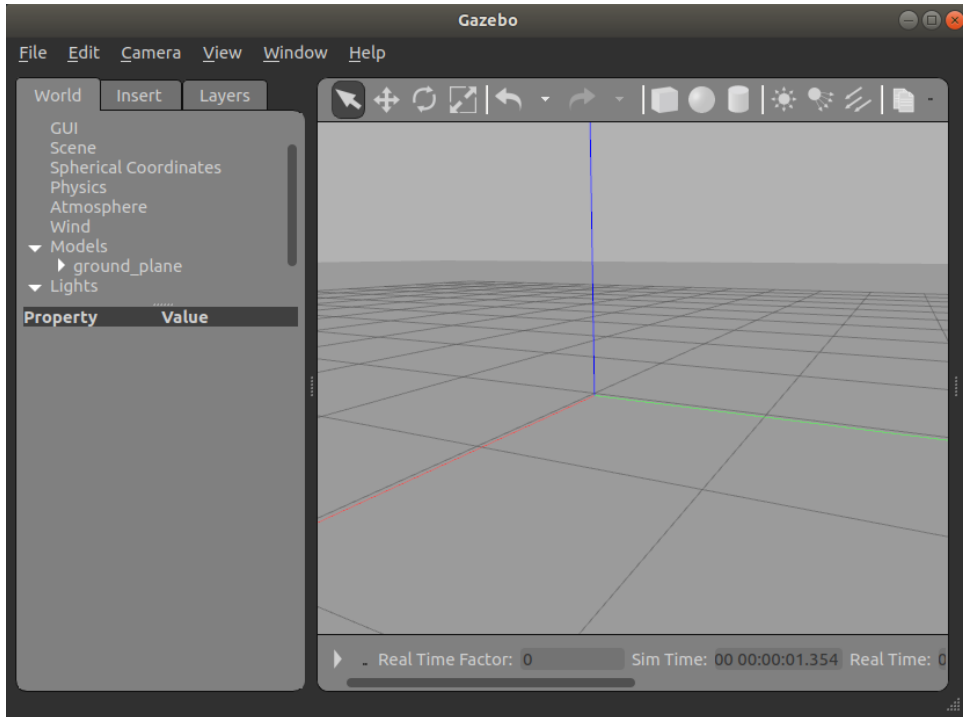 Gazebo
File Edit Camera View Window Help
World Insert Layers
GUI
Scene
Spherical Coordinates
Physics
Atmosphere
Wind
Models
ground_plane
Lights
Property Value
Real Time Factor: 0 Sim Time: 00 00:00:01.354 Real Time: 0